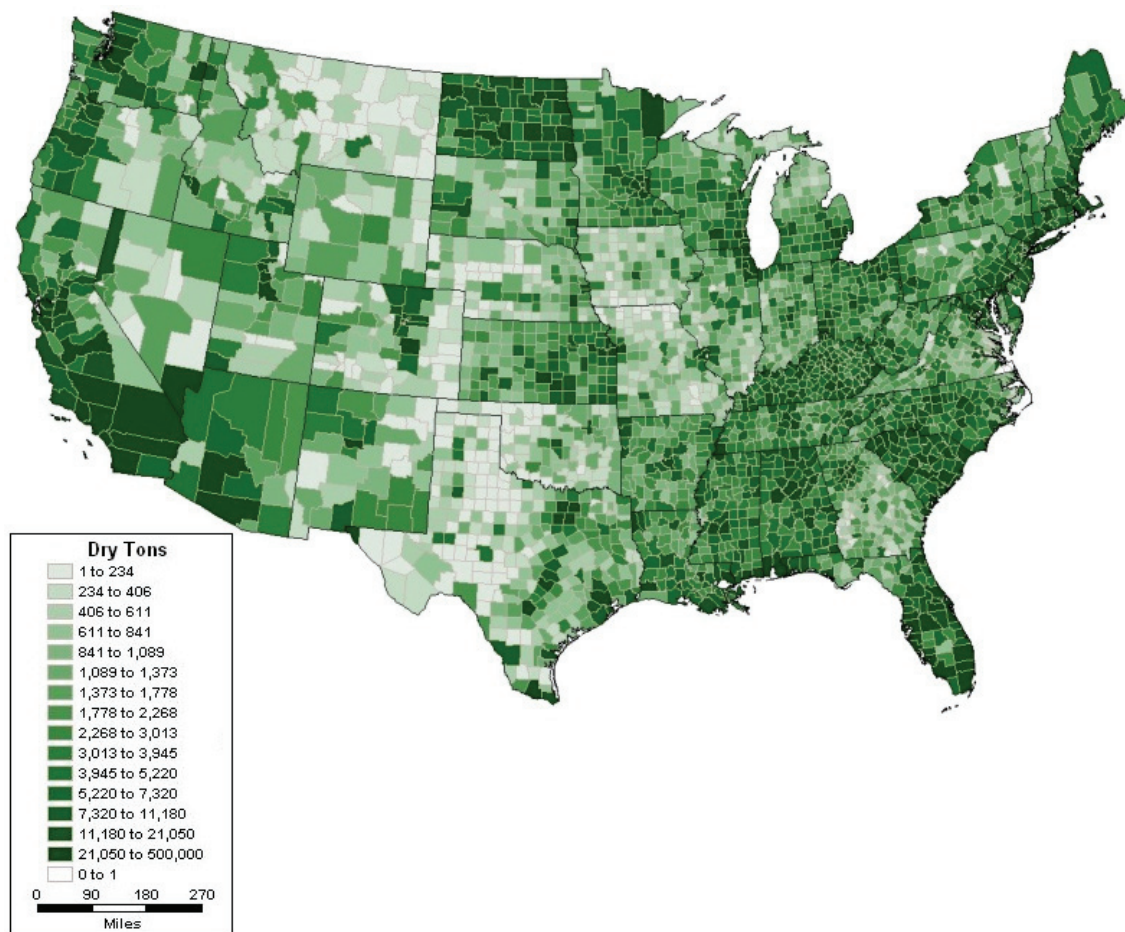 Dry Tons
1 to 234
234 to 406
406 to 611
611 to 841
841 to 1,089
1,089 to 1,373
1,373 to 1,778
1,778 to 2,268
2,268 to 3,013
3,013 to 3,945
3,945 to 5,220
5,220 to 7,320
7,320 to 11,180
11,180 to 21,050
21,050 to 500,000
0 to 1
0 90 180 270
Miles